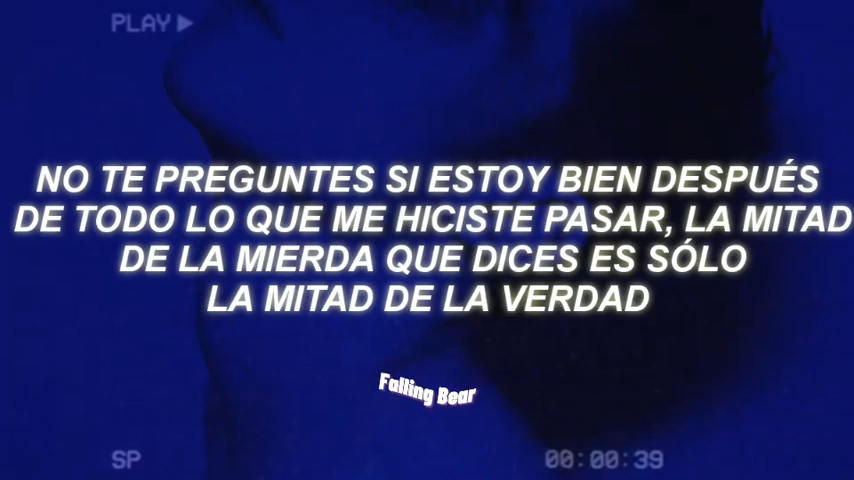 PLAY
NO TE PREGUNTES SI ESTOY BIEN DESPUÉS
DE TODO LO QUE ME HICISTE PASAR, LA MITAD
DE LA MIERDA QUE DICES ES SÓLO
LA MITAD DE LA VERDAD
Falling Bear
SP
00:00:39